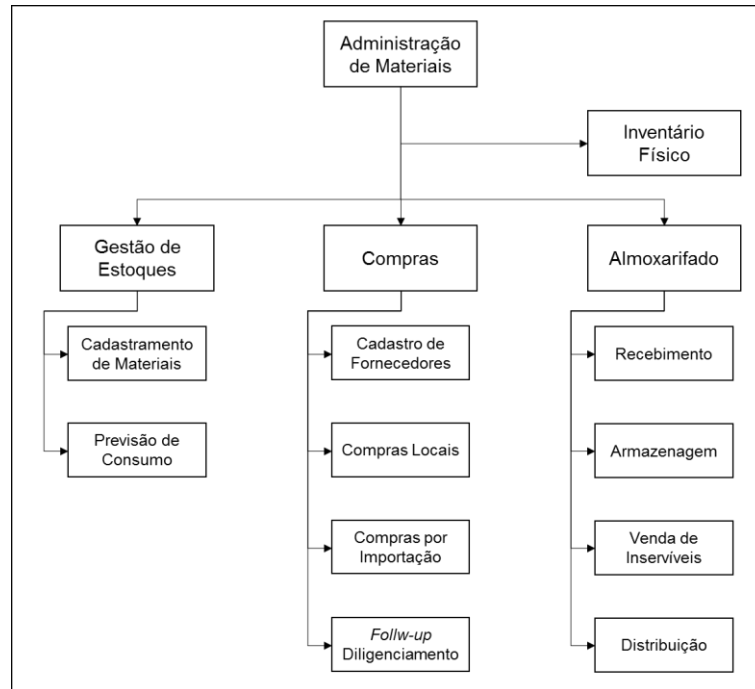 Administração
de Materiais
Inventário
Físico
Gestão de
Estoques
Compras
Almoxarifado
Cadastramento
de Materiais
Cadastro de
Fornecedores
Recebimento
Previsão de
Consumo
Compras Locais
Armazenagem
Compras por
Importação
Venda de
Inservíveis
Follw-up
Diligenciamento
Distribuição